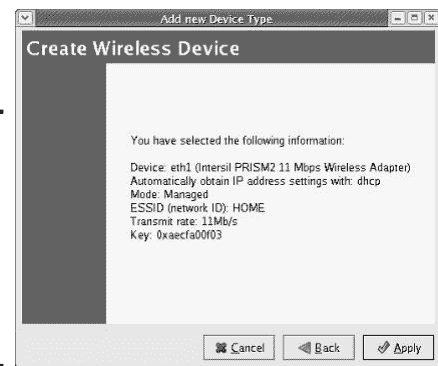 Add new Device Type
Create Wireless Device
You have selected the following information:
Device: eth1 (Intersil PRISM2 11 Mbps Wireless Adapter)
Automatically obtain IP address settings with: dhcp
Mode: Managed
ESSID (network ID): HOME
Transmit rate: 11Mb/s
Key: 0xaecfa00f03
Cancel Back Apply